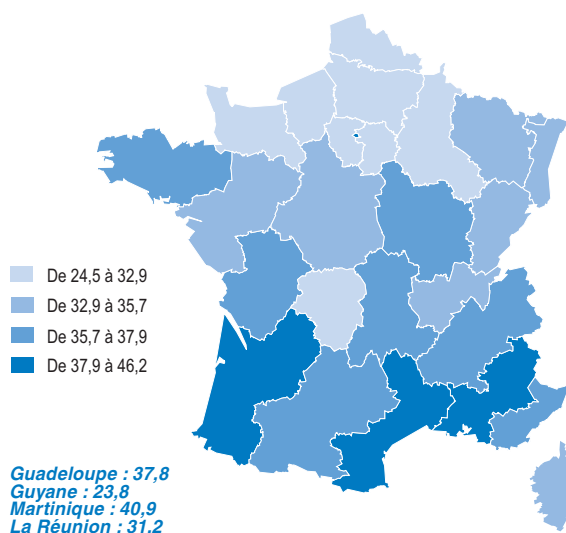 De 24,5 à 32,9
De 32,9 à 35,7
De 35,7 à 37,9
De 37,9 à 46,2
Guadeloupe : 37,8
Guyane : 23,8
Martinique : 40,9
La Réunion : 31.2